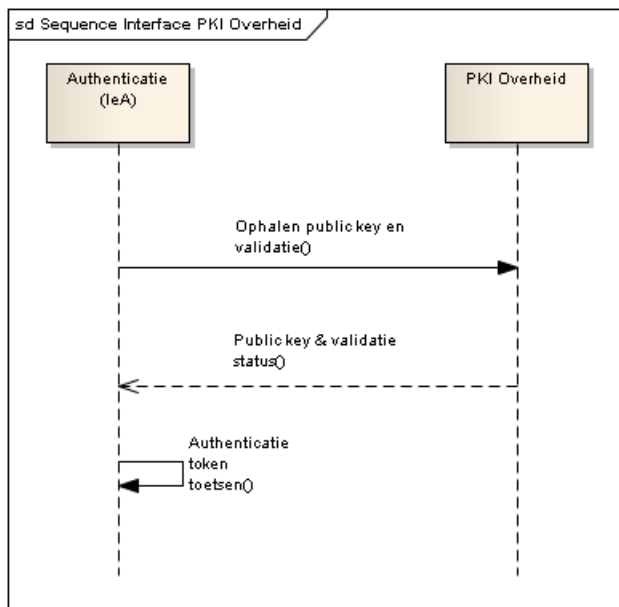 sd Sequence Interface PKI Overheid
Authenticatie
(IeA)
PKI Overheid
Ophalen public key en
validatie()
Public key & validatie
status()
Authenticatie
token
toetsen()